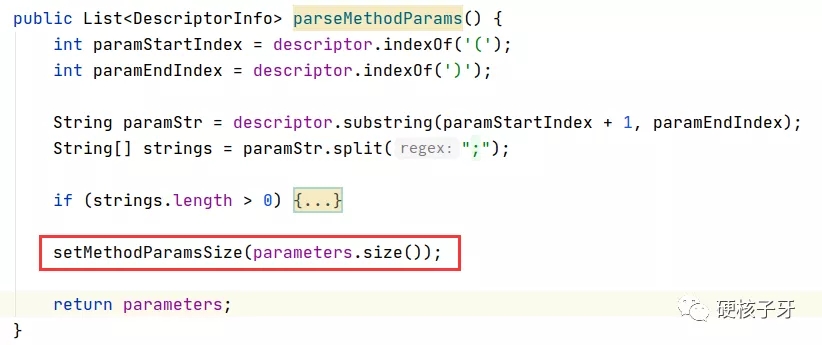 public List<DescriptorInfo> parseMethodParams() {
int paramStartIndex = descriptor.indexOf('(');
int paramEndIndex = descriptor.indexOf(')');
String paramStr = descriptor.substring(paramStartIndex + 1, paramEndIndex);
String[] strings = paramStr.split( regex: ";");
if (strings.length > 0) {...}
setMethodParamsSize(parameters.size());
return parameters;
硬核子牙
}